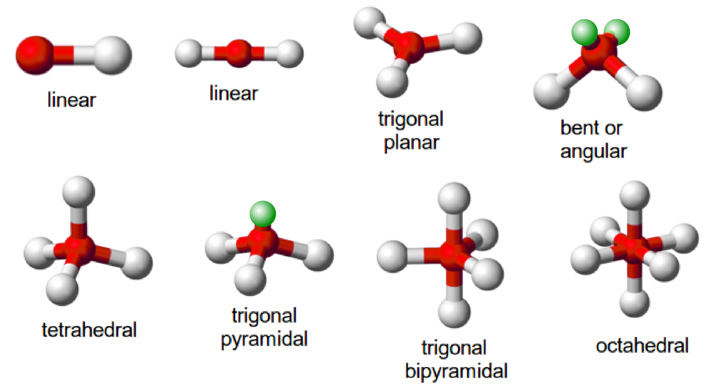 linear
linear
trigonal
planar
bent or
angular
tetrahedral
trigonal
pyramidal
trigonal
bipyramidal
octahedral